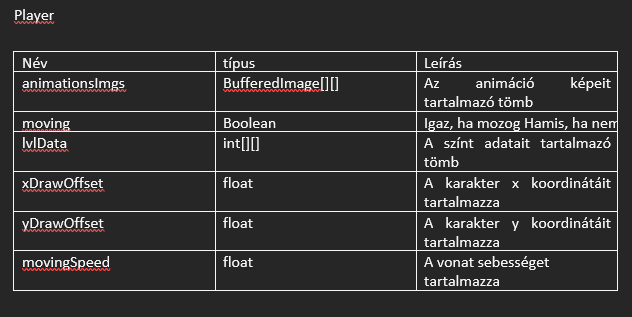 Player
Név típus Leírás
animationsImgs BufferedImage[][] Az animáció képeit
tartalmazó tömb
moving Boolean Igaz, ha mozog Hamis, ha nem
lvlData int[][] A színt adatait tartalmazó
tömb
xDrawOffset float A karakter x koordinátáit
tartalmazza
yDrawOffset float A karakter y koordinátáit
tartalmazza
movingSpeed float A vonat sebességet
tartalmazza